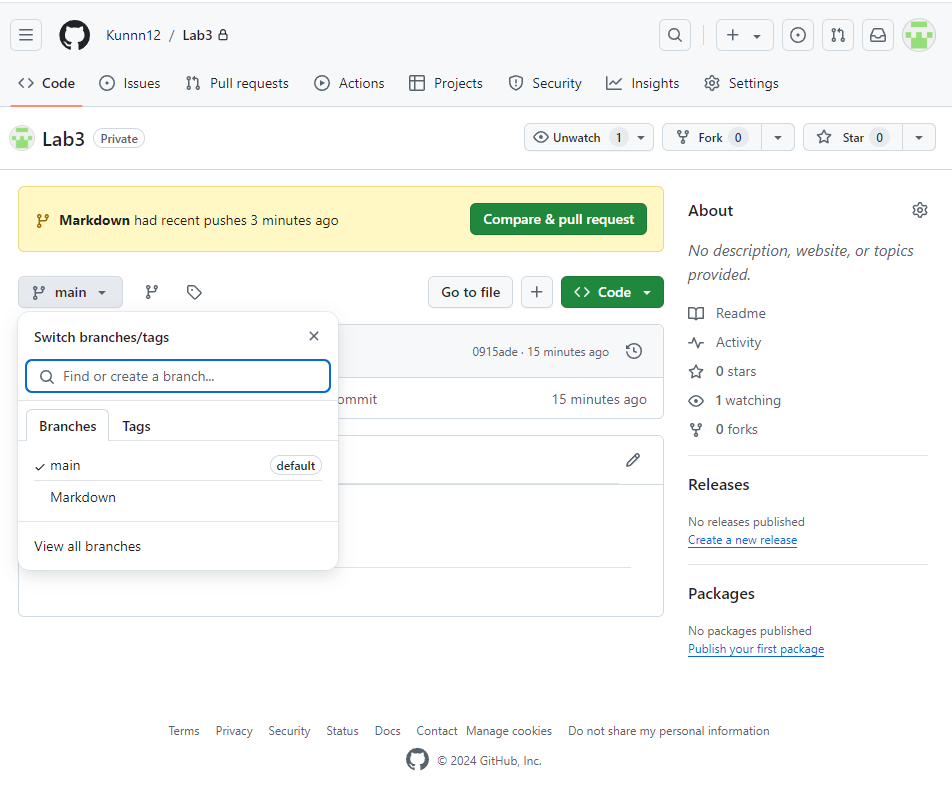 Kunnn12 / Lab3
Code Issues Pull requests Actions Projects Security Insights Settings
Lab3 Private
Unwatch 1 Fork 0 Star 0
Markdown had recent pushes 3 minutes ago Compare & pull request
main Go to file Code
Switch branches/tags
0915ade · 15 minutes ago
Find or create a branch...
15 minutes ago
Branches Tags
main default
Markdown
View all branches
About
No description, website, or topics
provided.
Readme
Activity
0 stars
1 watching
0 forks
Releases
No releases published
Create a new release
Packages
No packages published
Publish your first package
Terms Privacy Security Status Docs Contact Manage cookies Do not share my personal information
© 2024 GitHub, Inc.